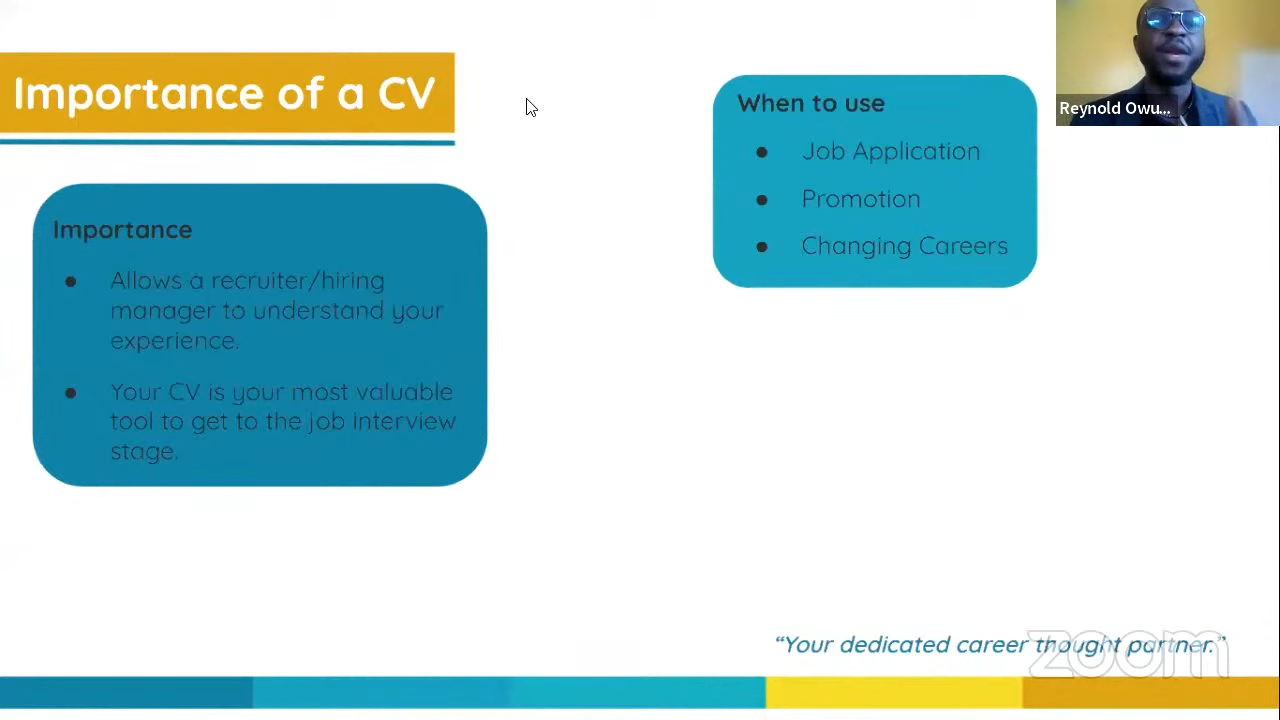 Importance of a CV
Importance
● Allows a recruiter/hiring
manager to understand your
experience.
● Your CV is your most valuable
tool to get to the job interview
stage.
When to use
● Job Application
● Promotion
● Changing Careers
Reynold Owu...
“Your dedicated career thought partner.”
zoom